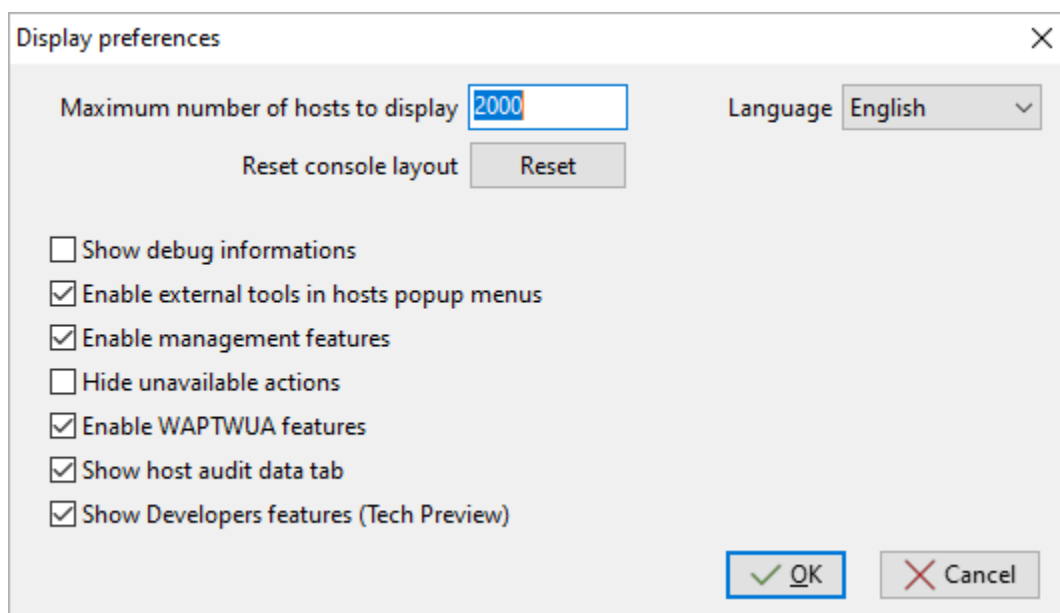 Display preferences
Maximum number of hosts to display 2000 Language English
Reset console layout Reset
Show debug informations
Enable external tools in hosts popup menus
Enable management features
Hide unavailable actions
Enable WAPTWUA features
Show host audit data tab
Show Developers features (Tech Preview)
OK Cancel